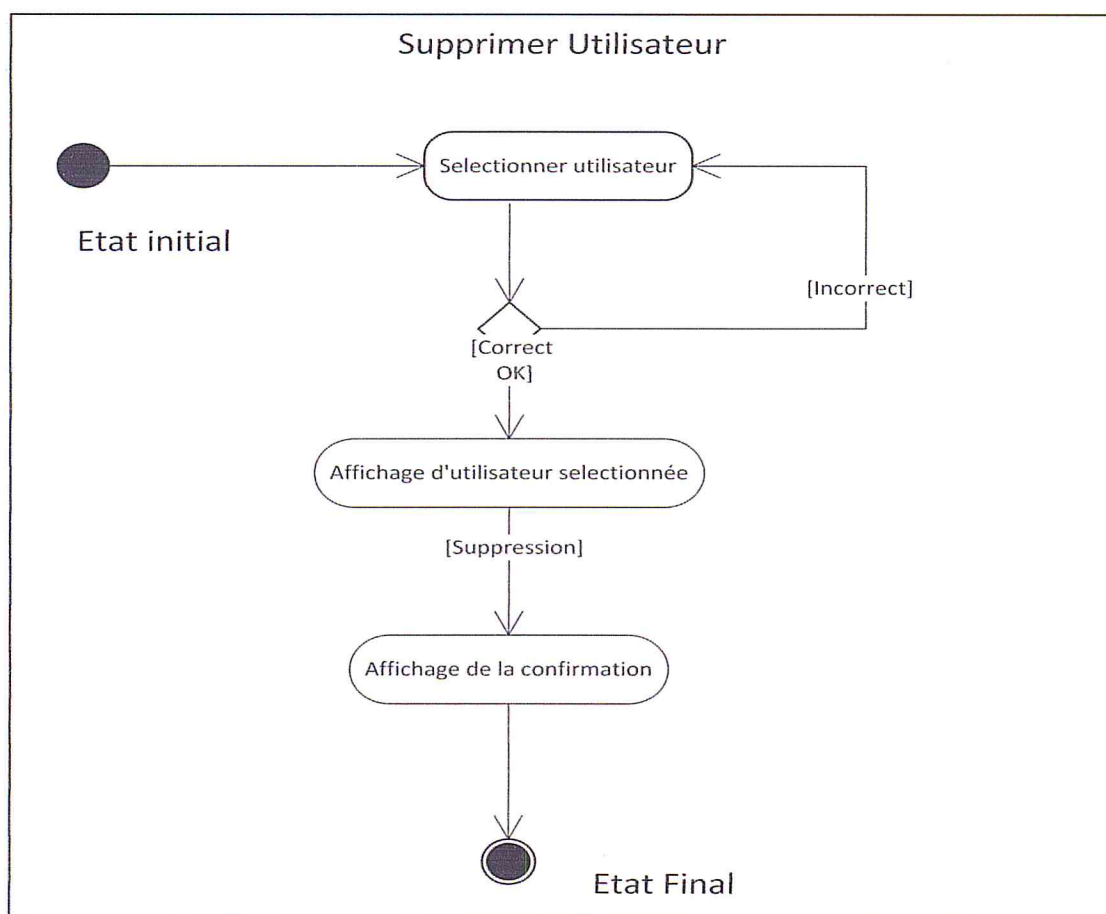 Supprimer Utilisateur
Selectionner utilisateur
Etat initial
[Incorrect]
[Correct
OK]
Affichage d'utilisateur selectionnée
[Suppression]
Affichage de la confirmation
Etat Final